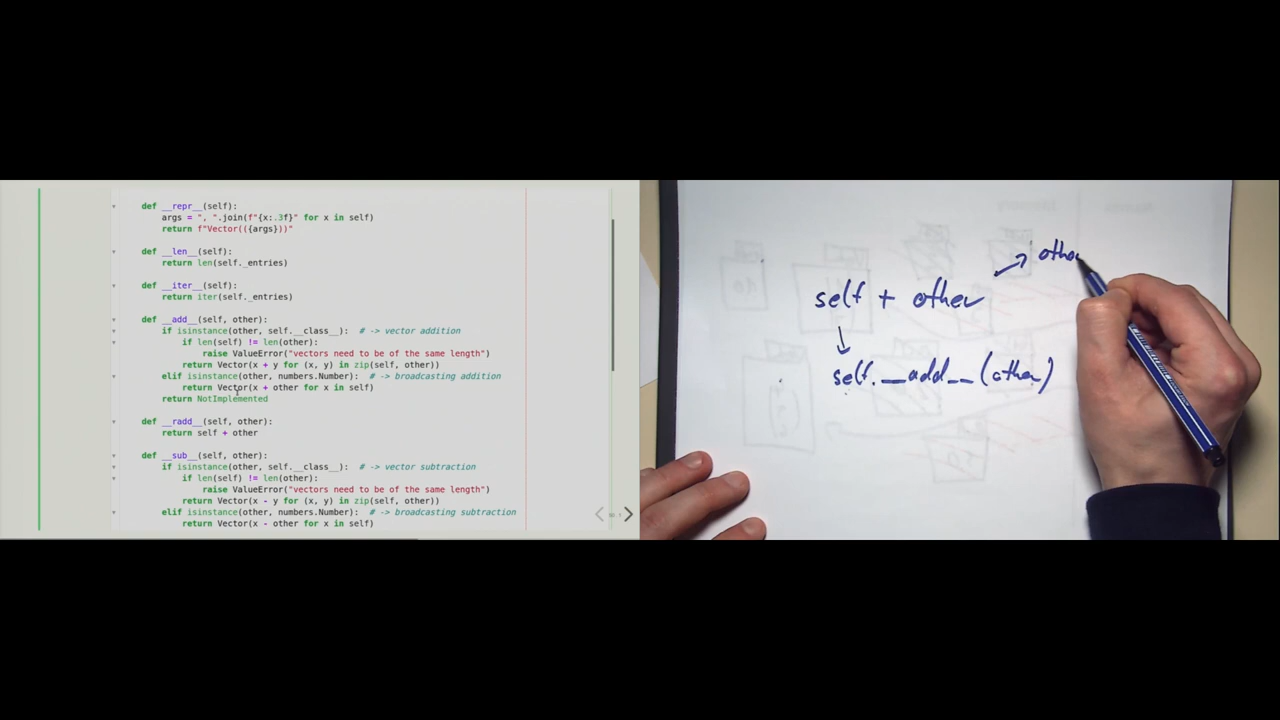 def __repr__(self):
args = ", ".join(f"{x:.3f}" for x in self)
return f"Vector(({args}))"
def __len__(self):
return len(self._entries)
def __iter__(self):
return iter(self._entries)
def __add__(self, other):
if isinstance(other, self.__class__):  # -> vector addition
if len(self) != len(other):
raise ValueError("vectors need to be of the same length")
return Vector(x + y for (x, y) in zip(self, other))
elif isinstance(other, numbers.Number):  # -> broadcasting addition
return Vector(x + other for x in self)
return NotImplemented
def __radd__(self, other):
return self + other
def __sub__(self, other):
if isinstance(other, self.__class__):  # -> vector subtraction
if len(self) != len(other):
raise ValueError("vectors need to be of the same length")
return Vector(x - y for (x, y) in zip(self, other))
elif isinstance(other, numbers.Number):  # -> broadcasting subtraction
return Vector(x - other for x in self)
othe
self + other
self.__add__(other)